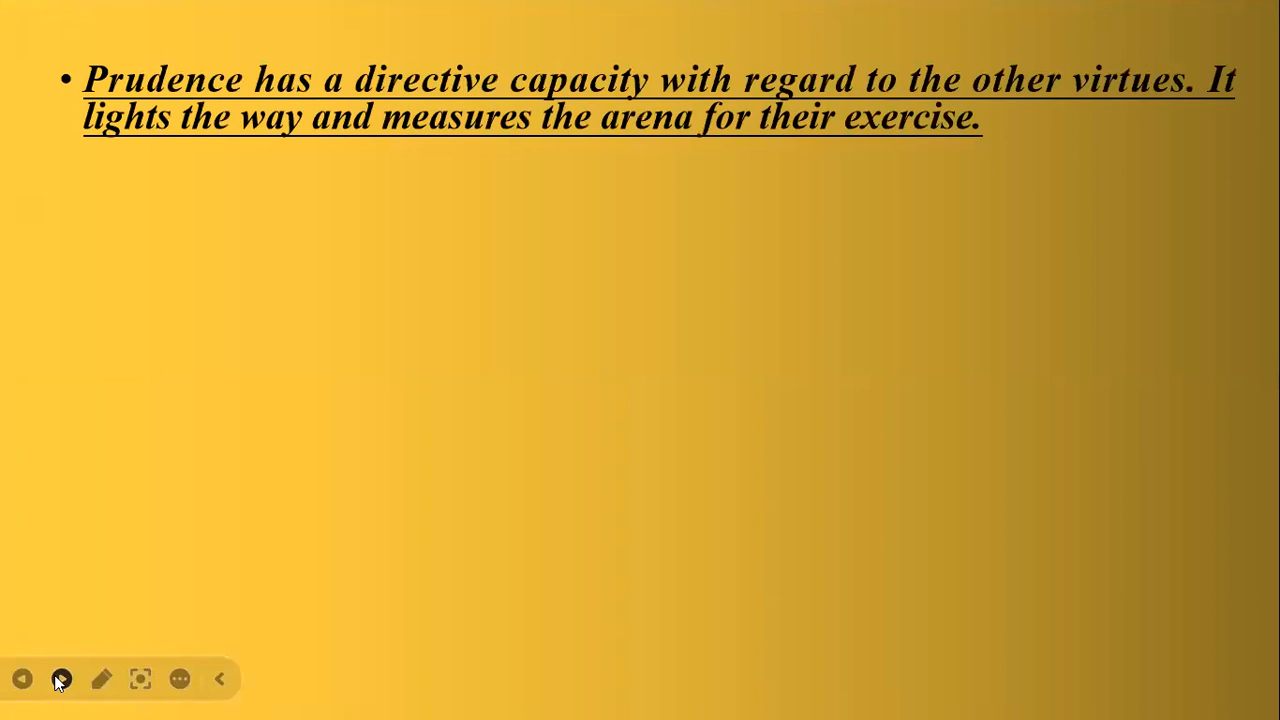 • Prudence has a directive capacity with regard to the other virtues. It
lights the way and measures the arena for their exercise.